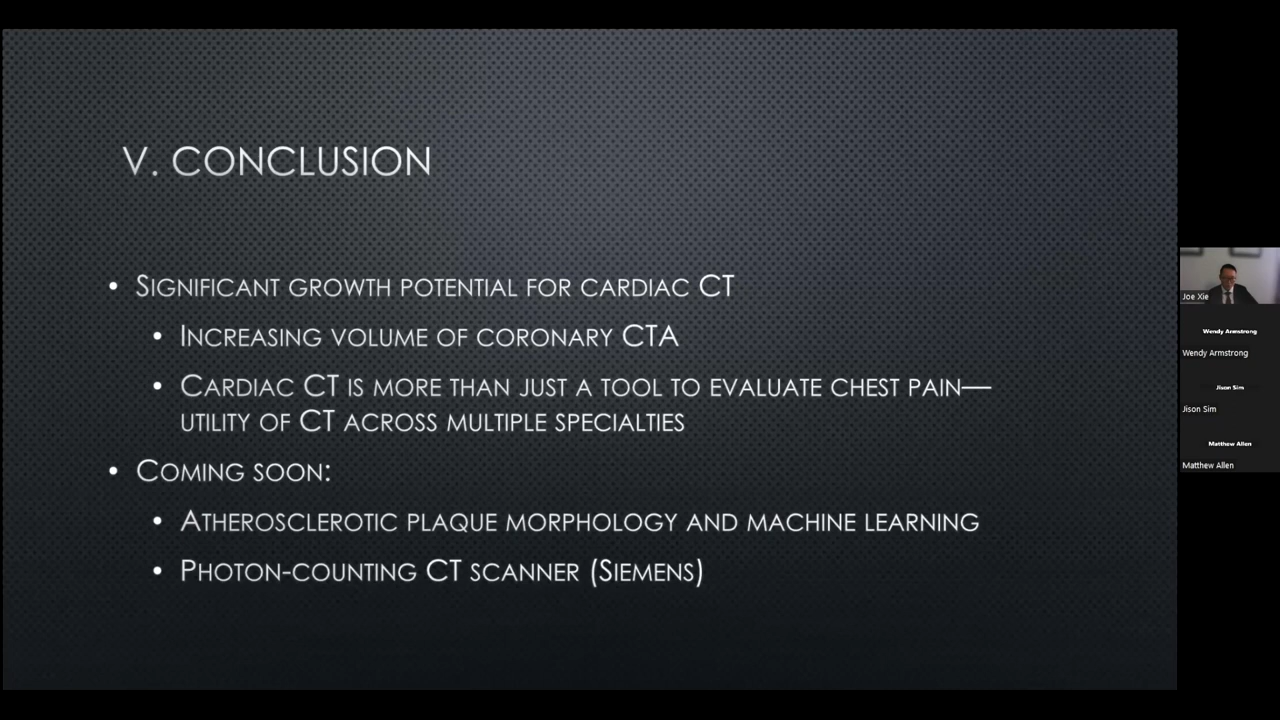 V. CONCLUSION
• SIGNIFICANT GROWTH POTENTIAL FOR CARDIAC CT
• INCREASING VOLUME OF CORONARY CTA
• CARDIAC CT IS MORE THAN JUST A TOOL TO EVALUATE CHEST PAIN—
UTILITY OF CT ACROSS MULTIPLE SPECIALTIES
• COMING SOON:
• ATHEROSCLEROTIC PLAQUE MORPHOLOGY AND MACHINE LEARNING
• PHOTON-COUNTING CT SCANNER (SIEMENS)
Joe Xie
Wendy Armstrong
Wendy Armstrong
Jison Sim
Jison Sim
Matthew Allen
Matthew Allen